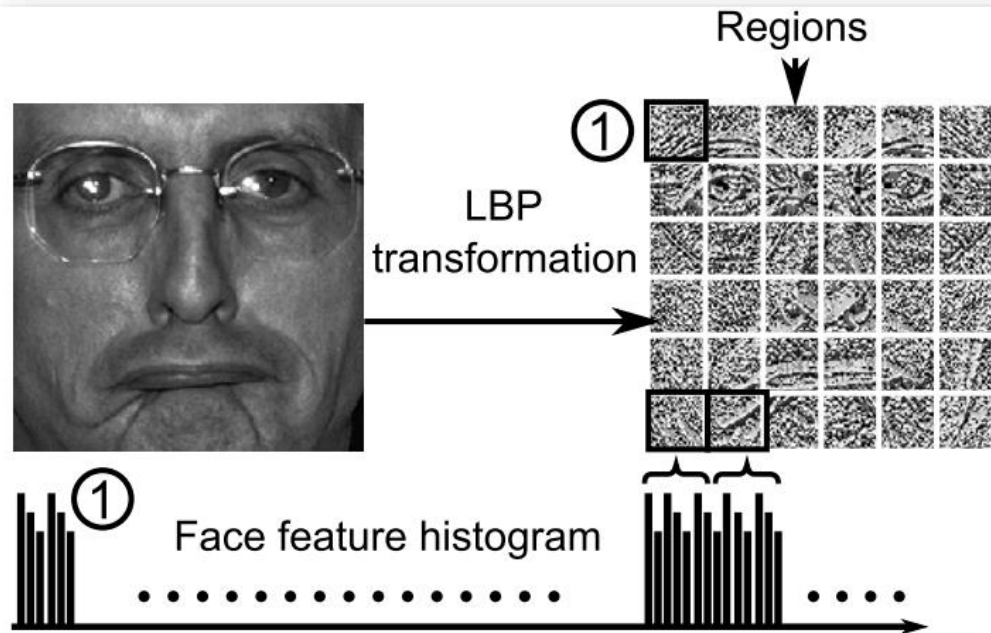 Regions
1
LBP
transformation
1
Face feature histogram